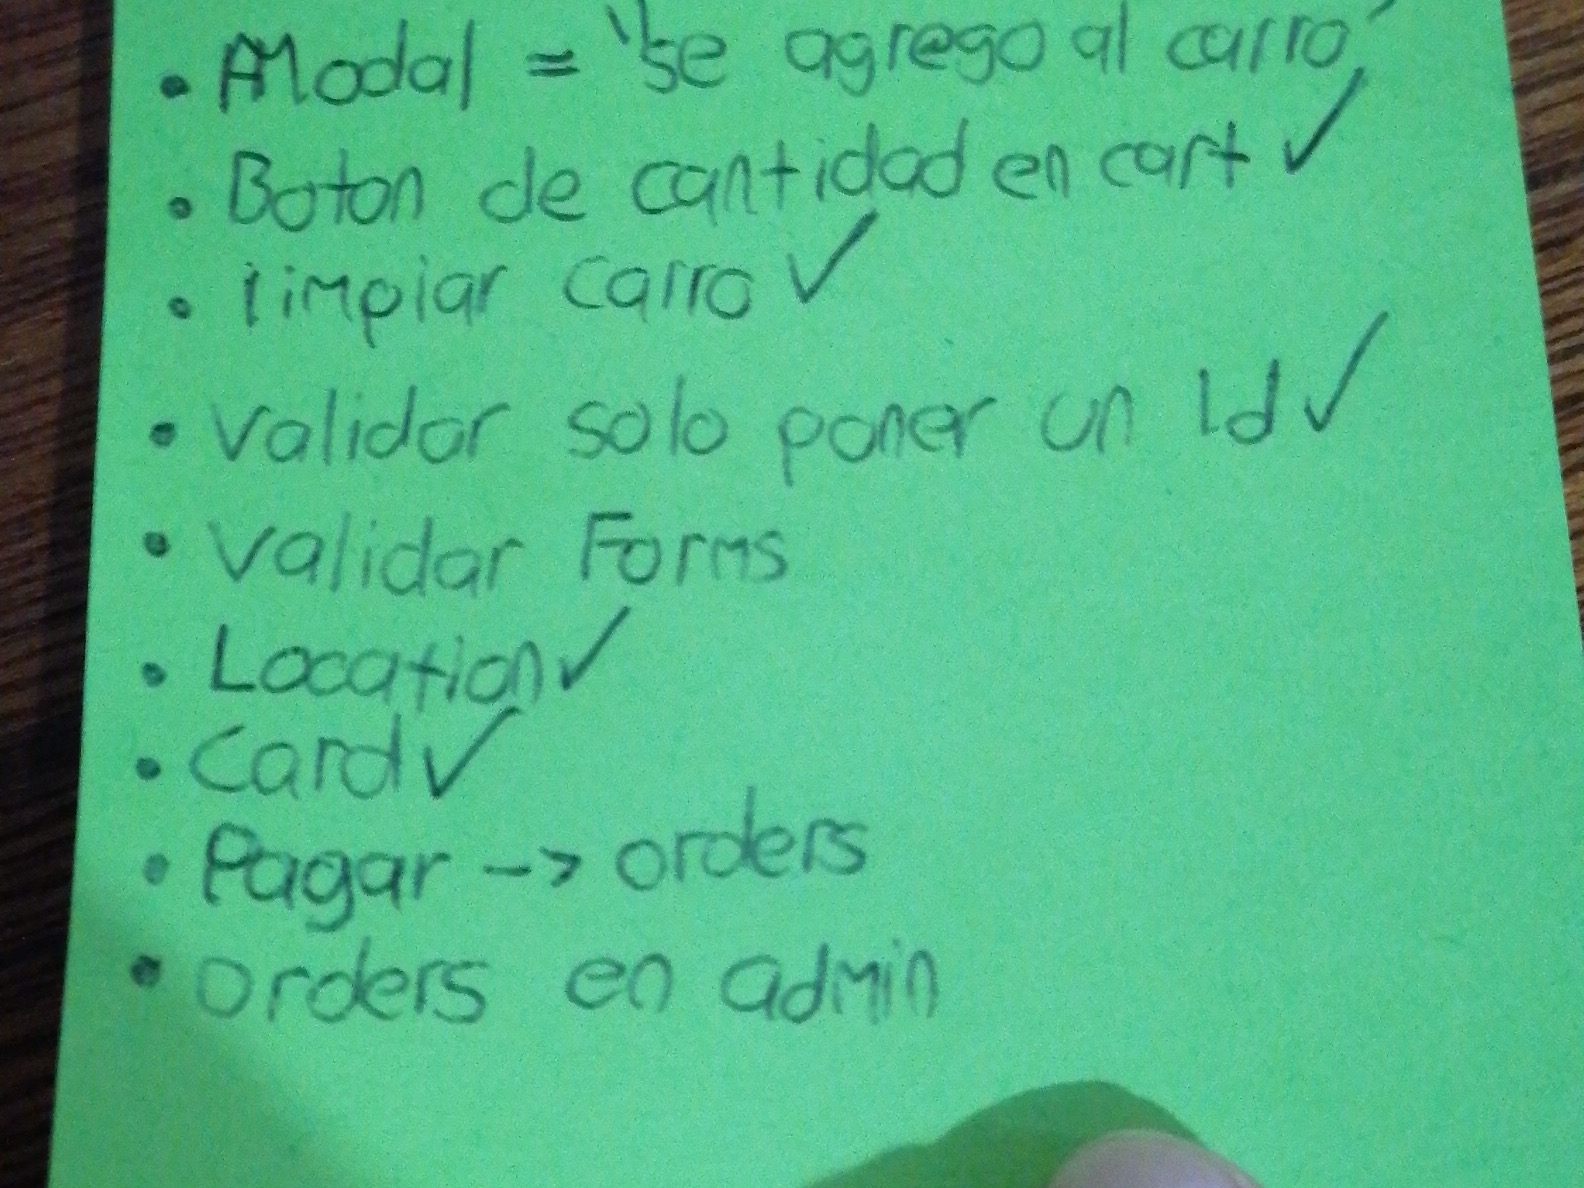 • Modal = "se agrego al carro"
• Boton de cantidad en cart ✓
• limpiar carro ✓
• validar solo poner un Id ✓
• validar Forms
• Location ✓
• Card ✓
• Pagar --> orders
• orders en admin